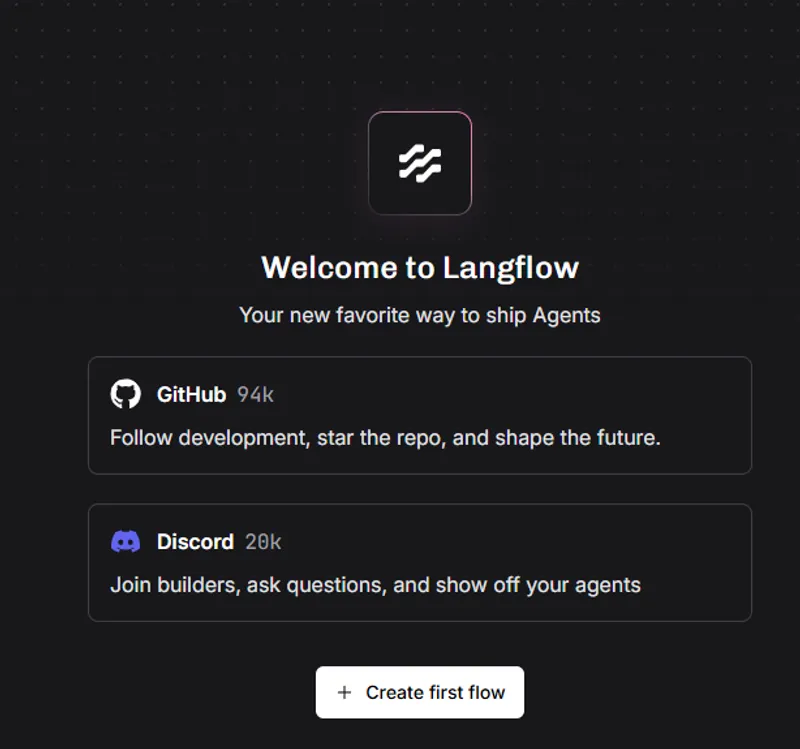 Welcome to Langflow
Your new favorite way to ship Agents
GitHub 94k
Follow development, star the repo, and shape the future.
Discord 20k
Join builders, ask questions, and show off your agents
+ Create first flow